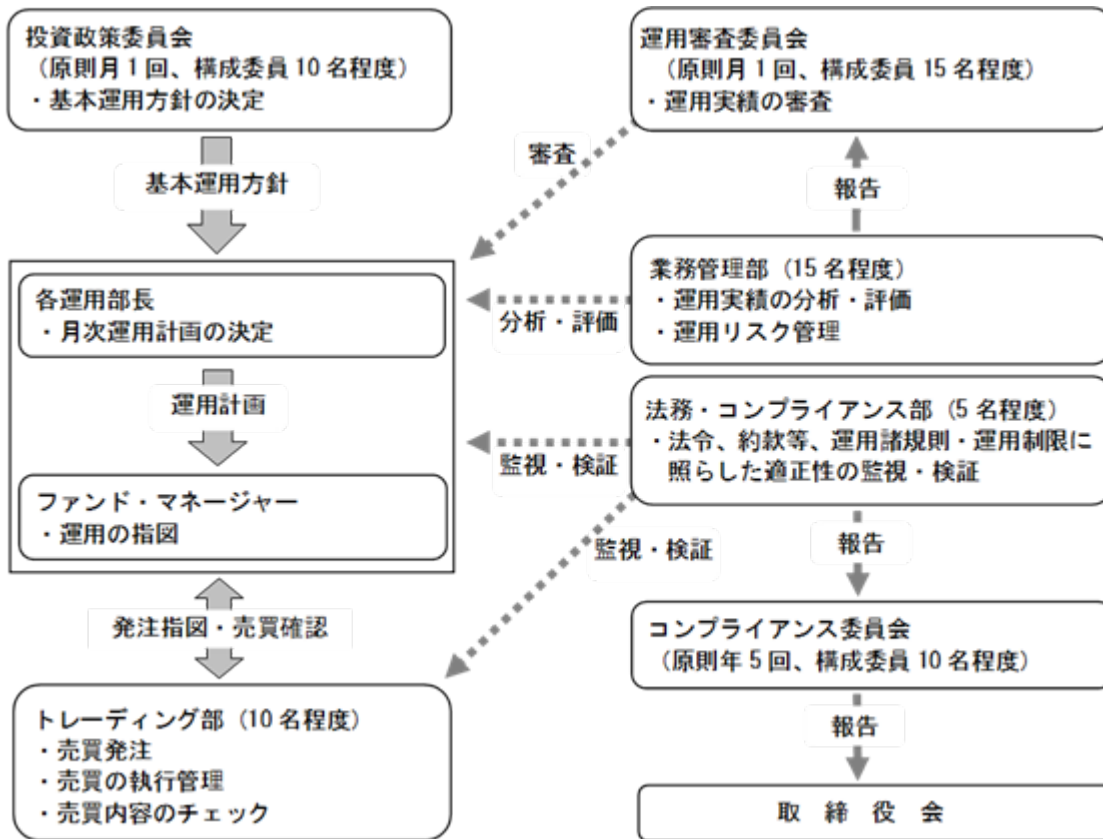 投資政策委員会
（原則月1回、構成委員10名程度）
・基本運用方針の決定
基本運用方針
各運用部長
・月次運用計画の決定
運用計画
ファンド・マネージャー
・運用の指図
発注指図・売買確認
トレーディング部（10名程度）
・売買発注
・売買の執行管理
・売買内容のチェック
運用審査委員会
（原則月1回、構成委員15名程度）
・運用実績の審査
審査
報告
業務管理部（15名程度）
・運用実績の分析・評価
・運用リスク管理
分析・評価
法務・コンプライアンス部（5名程度）
・法令、約款等、運用諸規則・運用制限に
照らした適正性の監視・検証
監視・検証
監視・検証
報告
コンプライアンス委員会
（原則年5回、構成委員10名程度）
報告
取締役会